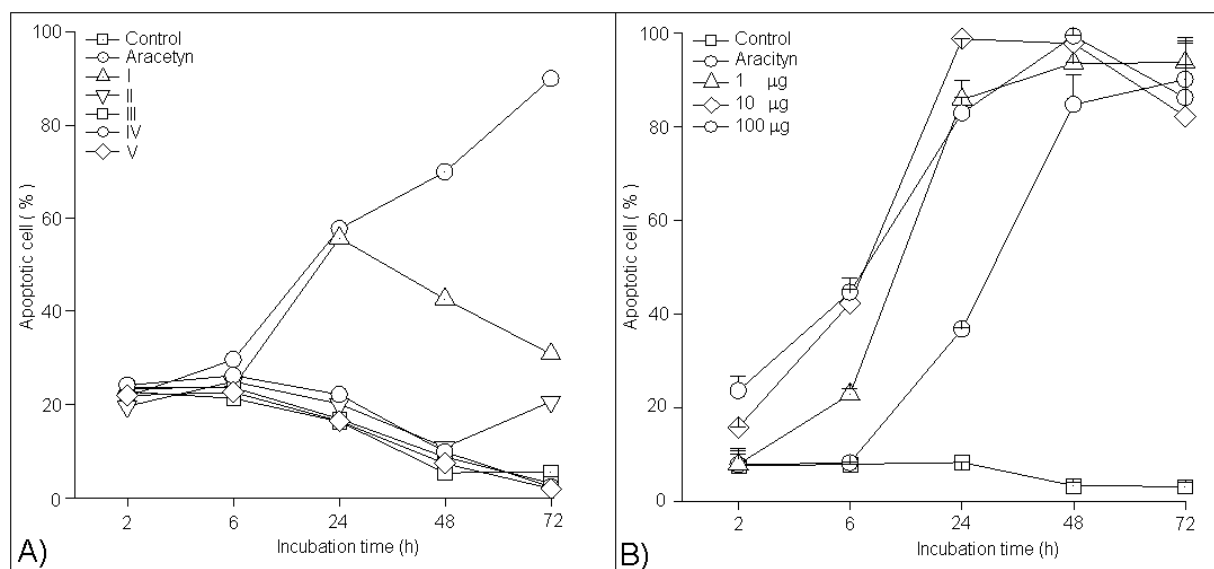 100
80
60
40
20
0
Apoptotic cell ( % )
Control
Aracetyn
I
II
III
IV
V
2 6 24 48 72
Incubation time (h)
A)
100
80
60
40
20
0
Apoptotic cell ( % )
Control
Aracityn
1 µg
10 µg
100 µg
2 6 24 48 72
Incubation time (h)
B)